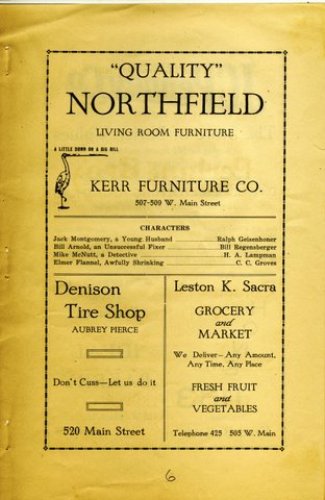 "QUALITY"
NORTHFIELD
LIVING ROOM FURNITURE
A LITTLE DOWN ON A BIG BILL
KERR FURNITURE CO.
507-509 W. Main Street
CHARACTERS
Jack Montgomery, a Young Husband Ralph Geisenhoner
Bill Arnold, an Unsuccessful Fixer Bill Regensberger
Mike McNutt, a Detective H. A. Lampman
Elmer Flannel, Awfully Shrinking C. C. Groves
Denison
Tire Shop
AUBREY PIERCE
Don't Cuss—Let us do it
520 Main Street
Leston K. Sacra
GROCERY
and
MARKET
We Deliver—Any Amount,
Any Time, Any Place
FRESH FRUIT
and
VEGETABLES
Telephone 425 505 W. Main
6